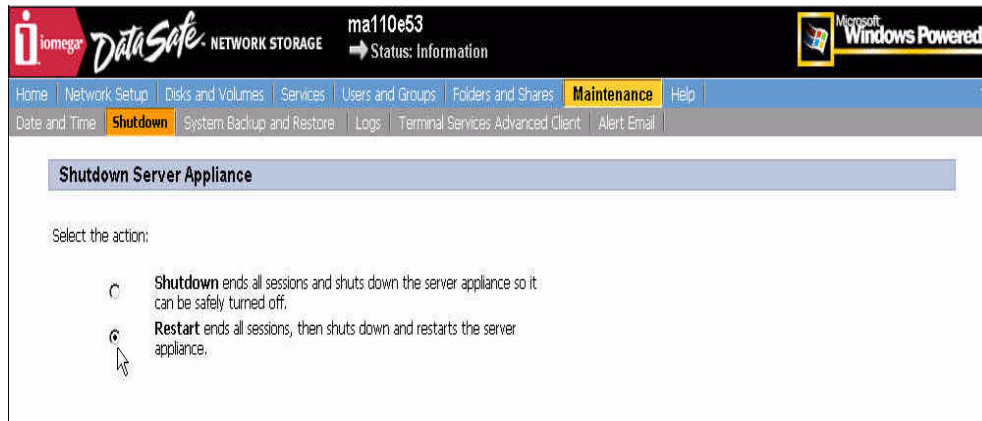 iomega® DataSafe™ NETWORK STORAGE
ma110e53
Status: Information
Microsoft
Windows Powered
Home | Network Setup | Disks and Volumes | Services | Users and Groups | Folders and Shares | Maintenance | Help
Date and Time | Shutdown | System Backup and Restore | Logs | Terminal Services Advanced Client | Alert Email
Shutdown Server Appliance
Select the action:
Shutdown ends all sessions and shuts down the server appliance so it
can be safely turned off.
Restart ends all sessions, then shuts down and restarts the server
appliance.